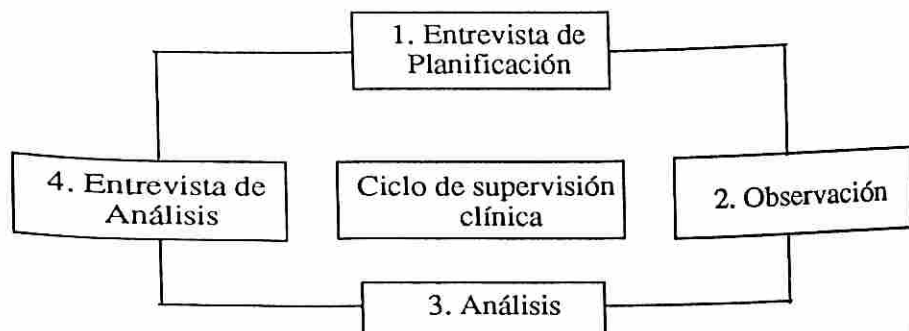 1. Entrevista de
Planificación
4. Entrevista de
Análisis
Ciclo de supervisión
clínica
2. Observación
3. Análisis